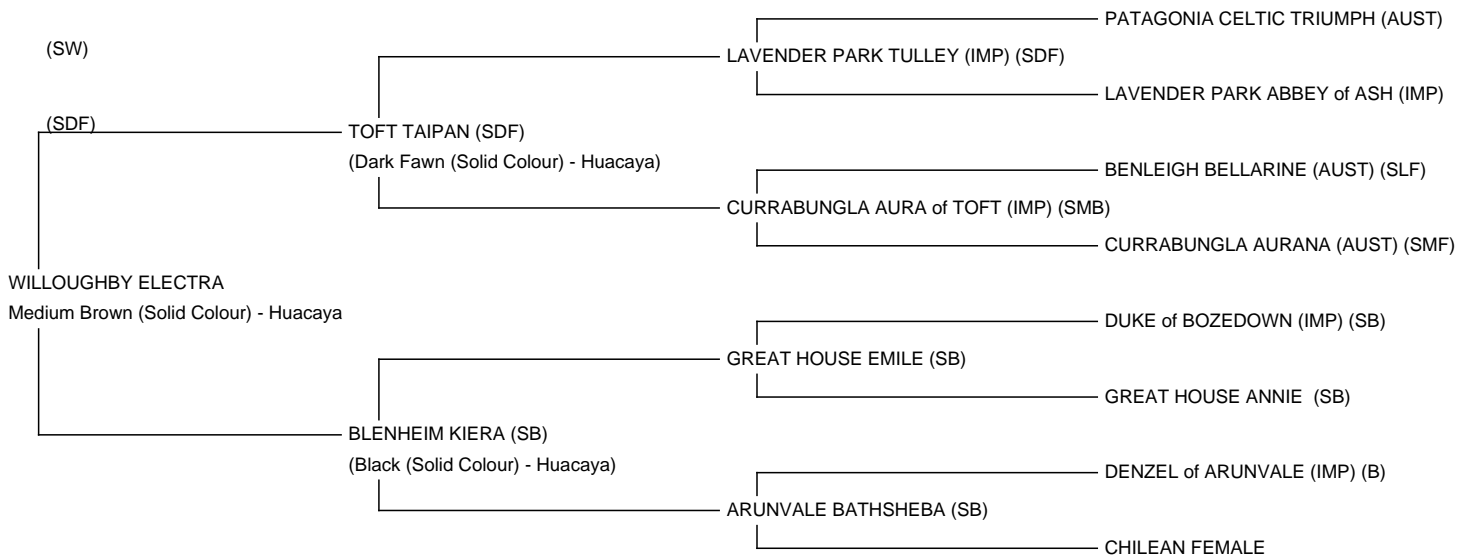 PATAGONIA CELTIC TRIUMPH (AUST)
(SW)
LAVENDER PARK TULLEY (IMP) (SDF)
LAVENDER PARK ABBEY of ASH (IMP)
(SDF)
TOFT TAIPAN (SDF)
(Dark Fawn (Solid Colour) - Huacaya)
BENLEIGH BELLARINE (AUST) (SLF)
CURRABUNGLA AURA of TOFT (IMP) (SMB)
CURRABUNGLA AURANA (AUST) (SMF)
WILLOUGHBY ELECTRA
Medium Brown (Solid Colour) - Huacaya
DUKE of BOZEDOWN (IMP) (SB)
GREAT HOUSE EMILE (SB)
GREAT HOUSE ANNIE (SB)
BLENHEIM KIERA (SB)
(Black (Solid Colour) - Huacaya)
DENZEL of ARUNVALE (IMP) (B)
ARUNVALE BATHSHEBA (SB)
CHILEAN FEMALE